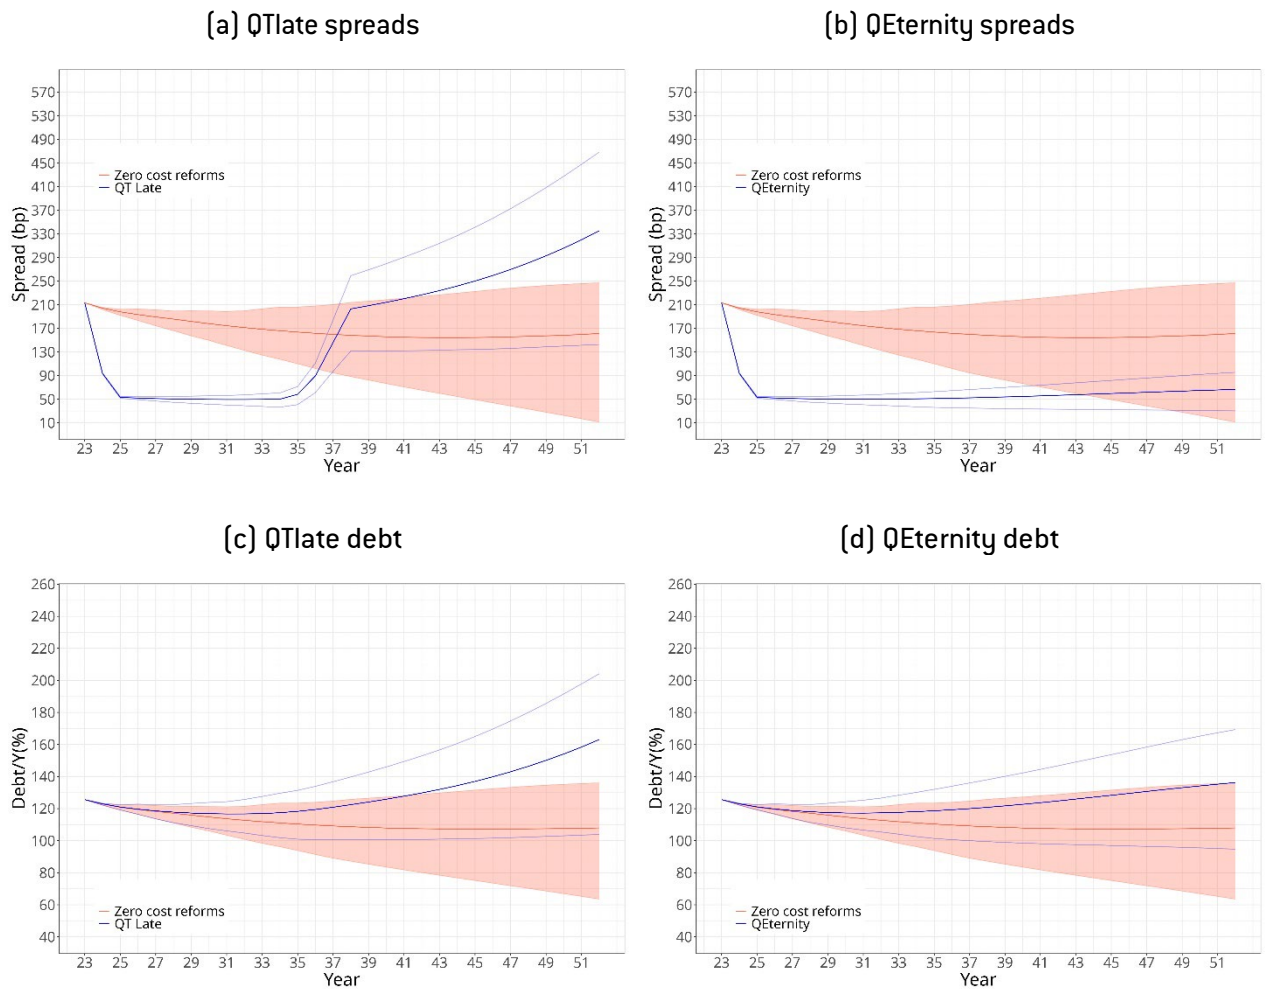 (a) QTlate spreads
(b) QEternity spreads
570
530
490
450
410
370
330
290
250
210
170
130
90
50
10
Spread (bp)
Zero cost reforms
QT Late
23 25 27 29 31 33 35 37 39 41 43 45 47 49 51
Year
570
530
490
450
410
370
330
290
250
210
170
130
90
50
10
Spread (bp)
Zero cost reforms
QEternity
23 25 27 29 31 33 35 37 39 41 43 45 47 49 51
Year
(c) QTlate debt
(d) QEternity debt
260
240
220
200
180
160
140
120
100
80
60
40
Debt/Y(%)
Zero cost reforms
QT Late
23 25 27 29 31 33 35 37 39 41 43 45 47 49 51
Year
260
240
220
200
180
160
140
120
100
80
60
40
Debt/Y(%)
Zero cost reforms
QEternity
23 25 27 29 31 33 35 37 39 41 43 45 47 49 51
Year